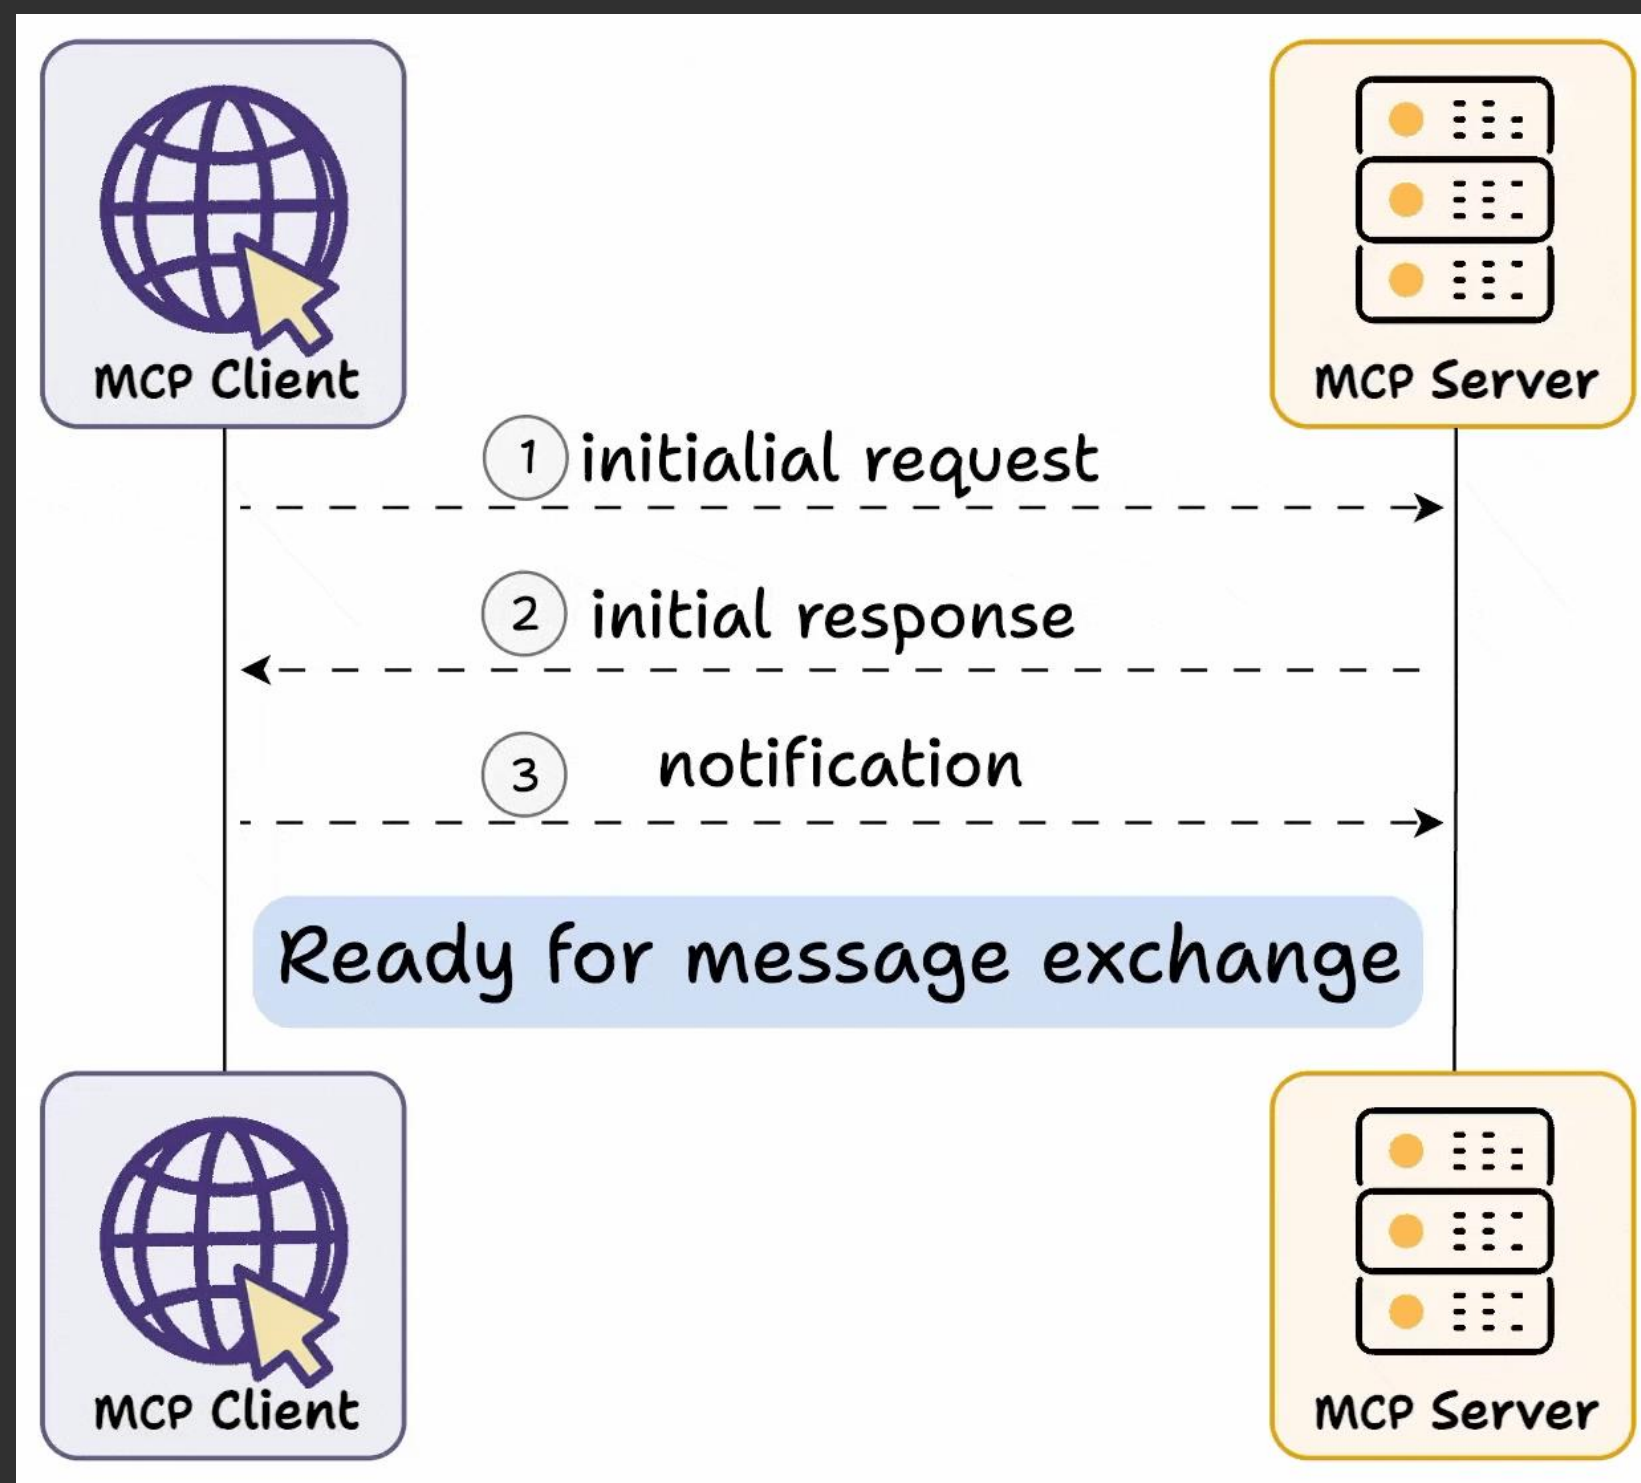 MCP Client
MCP Server
1 initialial request
2 initial response
3 notification
Ready for message exchange
MCP Client
MCP Server